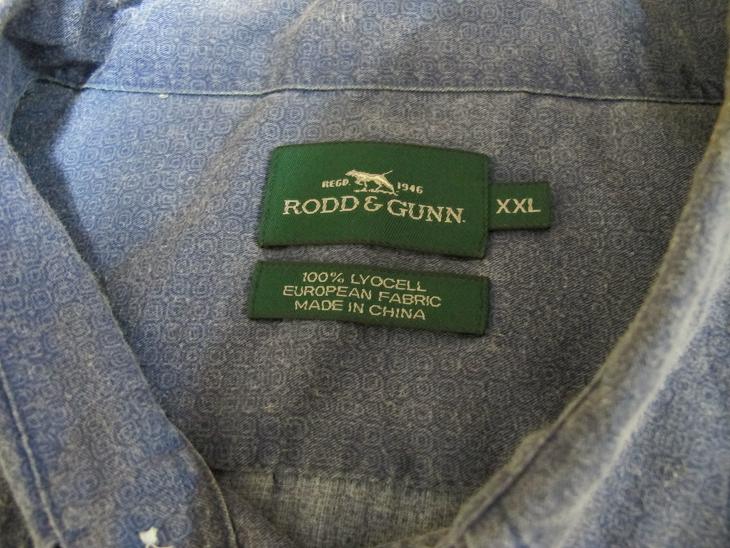 REGD. 1946
RODD & GUNN.
XXL
100% LYOCELL
EUROPEAN FABRIC
MADE IN CHINA